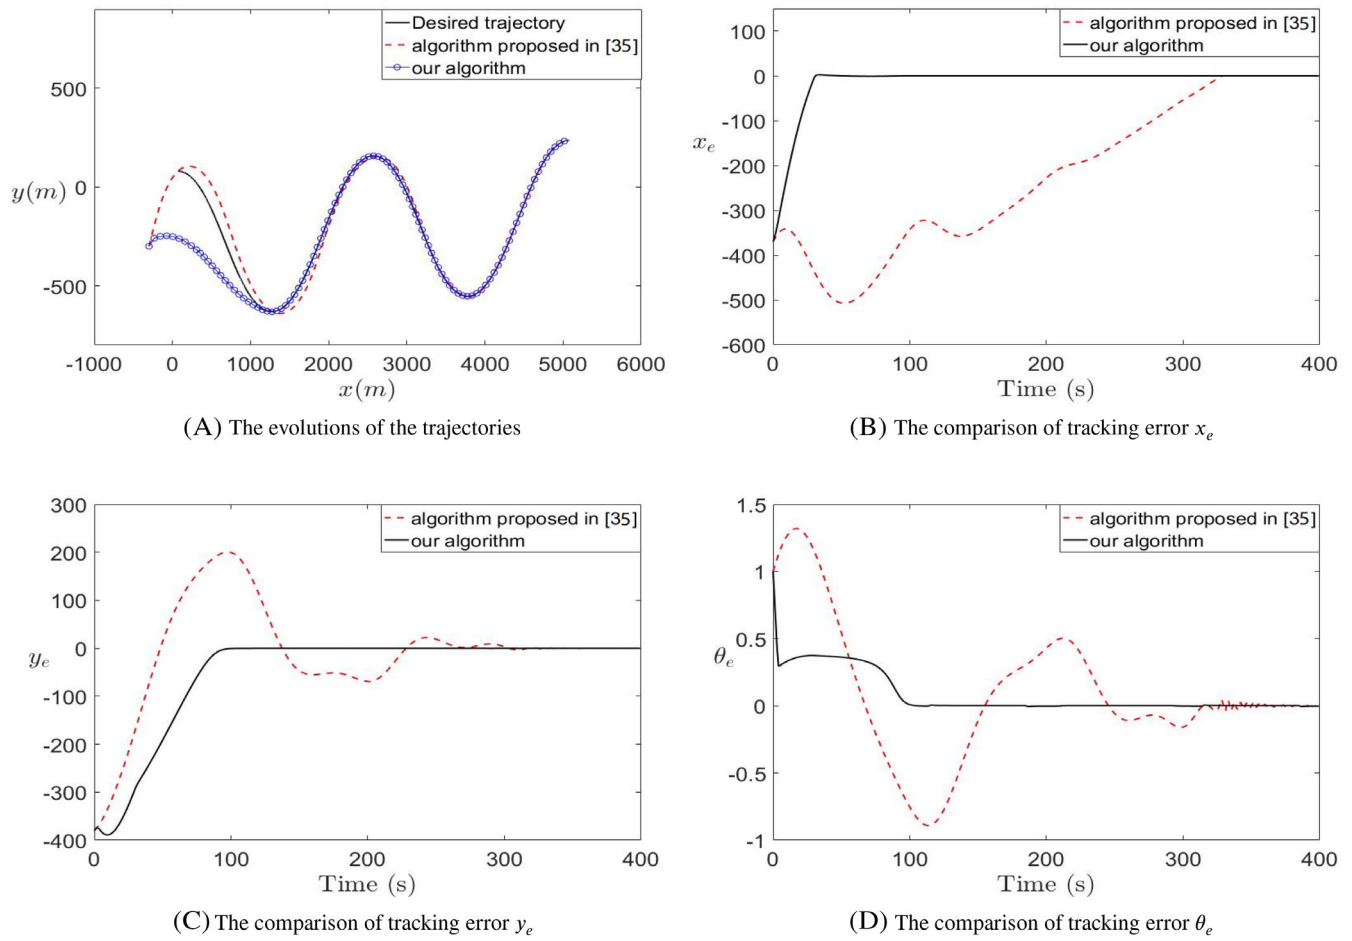 Desired trajectory
algorithm proposed in [35]
our algorithm
500
0
-500
y(m)
-1000 0 1000 2000 3000 4000 5000 6000
x(m)
(A) The evolutions of the trajectories
algorithm proposed in [35]
our algorithm
100
0
-100
-200
-300
-400
-500
-600
xₑ
0 100 200 300 400
Time (s)
(B) The comparison of tracking error xₑ
algorithm proposed in [35]
our algorithm
300
200
100
0
-100
-200
-300
-400
yₑ
0 100 200 300 400
Time (s)
(C) The comparison of tracking error yₑ
algorithm proposed in [35]
our algorithm
1.5
1
0.5
0
-0.5
-1
θₑ
0 100 200 300 400
Time (s)
(D) The comparison of tracking error θₑ